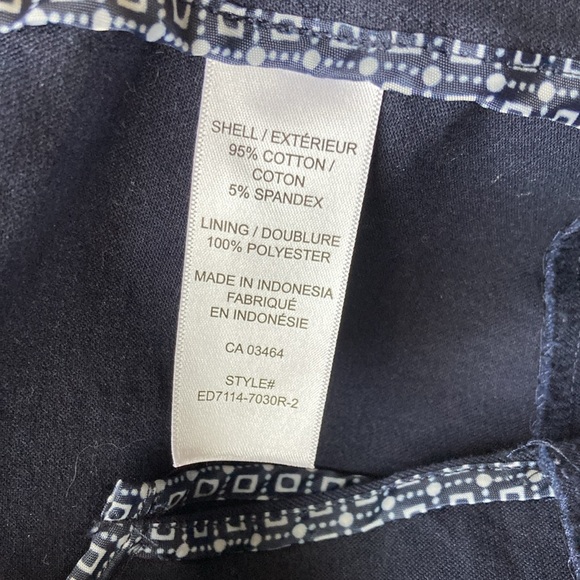 SHELL / EXTÉRIEUR
95% COTTON /
COTON
5% SPANDEX
LINING / DOUBLURE
100% POLYESTER
MADE IN INDONESIA
FABRIQUÉ
EN INDONÉSIE
CA 03464
STYLE#
ED7114-7030R-2